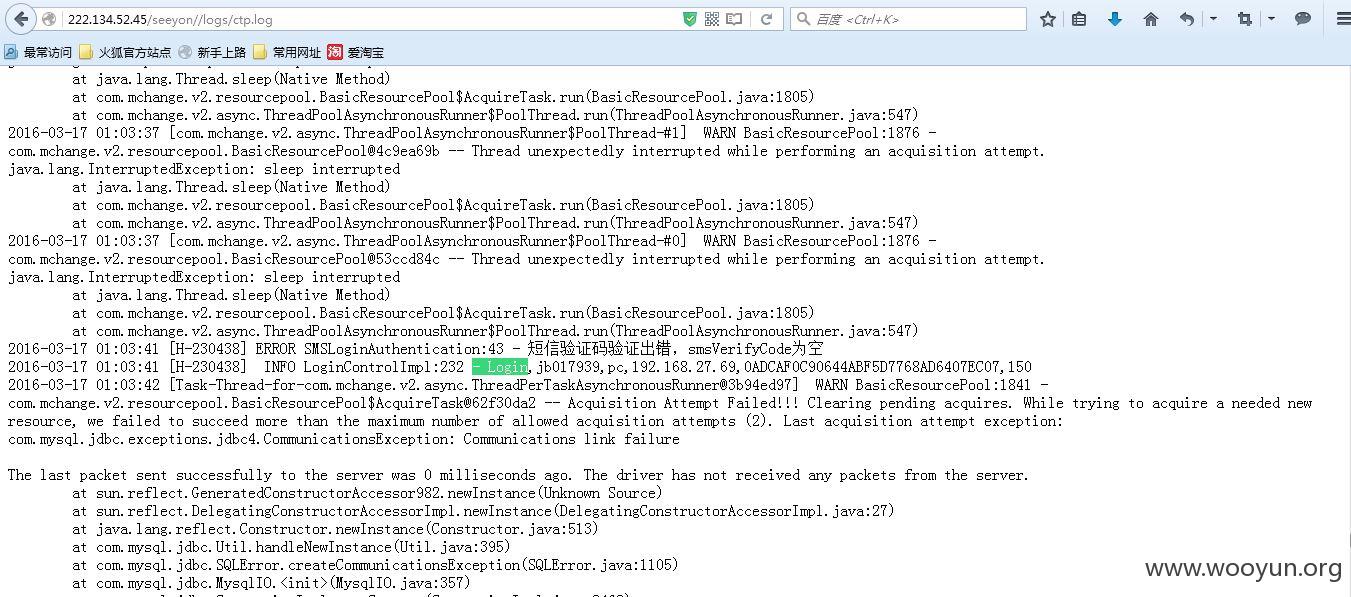 222.134.52.45/seeyon//logs/ctp.log
百度 <Ctrl+K>
最常访问 火狐官方站点 新手上路 常用网址 淘 爱淘宝
at java.lang.Thread.sleep(Native Method)
at com.mchange.v2.resourcepool.BasicResourcePool$AcquireTask.run(BasicResourcePool.java:1805)
at com.mchange.v2.async.ThreadPoolAsynchronousRunner$PoolThread.run(ThreadPoolAsynchronousRunner.java:547)
2016-03-17 01:03:37 [com.mchange.v2.async.ThreadPoolAsynchronousRunner$PoolThread-#1]  WARN BasicResourcePool:1876 -
com.mchange.v2.resourcepool.BasicResourcePool@4c9ea69b -- Thread unexpectedly interrupted while performing an acquisition attempt.
java.lang.InterruptedException: sleep interrupted
at java.lang.Thread.sleep(Native Method)
at com.mchange.v2.resourcepool.BasicResourcePool$AcquireTask.run(BasicResourcePool.java:1805)
at com.mchange.v2.async.ThreadPoolAsynchronousRunner$PoolThread.run(ThreadPoolAsynchronousRunner.java:547)
2016-03-17 01:03:37 [com.mchange.v2.async.ThreadPoolAsynchronousRunner$PoolThread-#0]  WARN BasicResourcePool:1876 -
com.mchange.v2.resourcepool.BasicResourcePool@53ccd84c -- Thread unexpectedly interrupted while performing an acquisition attempt.
java.lang.InterruptedException: sleep interrupted
at java.lang.Thread.sleep(Native Method)
at com.mchange.v2.resourcepool.BasicResourcePool$AcquireTask.run(BasicResourcePool.java:1805)
at com.mchange.v2.async.ThreadPoolAsynchronousRunner$PoolThread.run(ThreadPoolAsynchronousRunner.java:547)
2016-03-17 01:03:41 [H-230438] ERROR SMSLoginAuthentication:43 - 短信验证码验证出错，smsVerifyCode为空
2016-03-17 01:03:41 [H-230438]  INFO LoginControlImpl:232 - Login,jb017939,pc,192.168.27.69,0ADCAF0C90644ABF5D7768AD6407EC07,150
2016-03-17 01:03:42 [Task-Thread-for-com.mchange.v2.async.ThreadPerTaskAsynchronousRunner@3b94ed97]  WARN BasicResourcePool:1841 -
com.mchange.v2.resourcepool.BasicResourcePool$AcquireTask@62f30da2 -- Acquisition Attempt Failed!!! Clearing pending acquires. While trying to acquire a needed new
resource, we failed to succeed more than the maximum number of allowed acquisition attempts (2). Last acquisition attempt exception:
com.mysql.jdbc.exceptions.jdbc4.CommunicationsException: Communications link failure
The last packet sent successfully to the server was 0 milliseconds ago. The driver has not received any packets from the server.
at sun.reflect.GeneratedConstructorAccessor982.newInstance(Unknown Source)
at sun.reflect.DelegatingConstructorAccessorImpl.newInstance(DelegatingConstructorAccessorImpl.java:27)
at java.lang.reflect.Constructor.newInstance(Constructor.java:513)
at com.mysql.jdbc.Util.handleNewInstance(Util.java:395)
at com.mysql.jdbc.SQLError.createCommunicationsException(SQLError.java:1105)
at com.mysql.jdbc.MysqlIO.<init>(MysqlIO.java:357)
www.wooyun.org